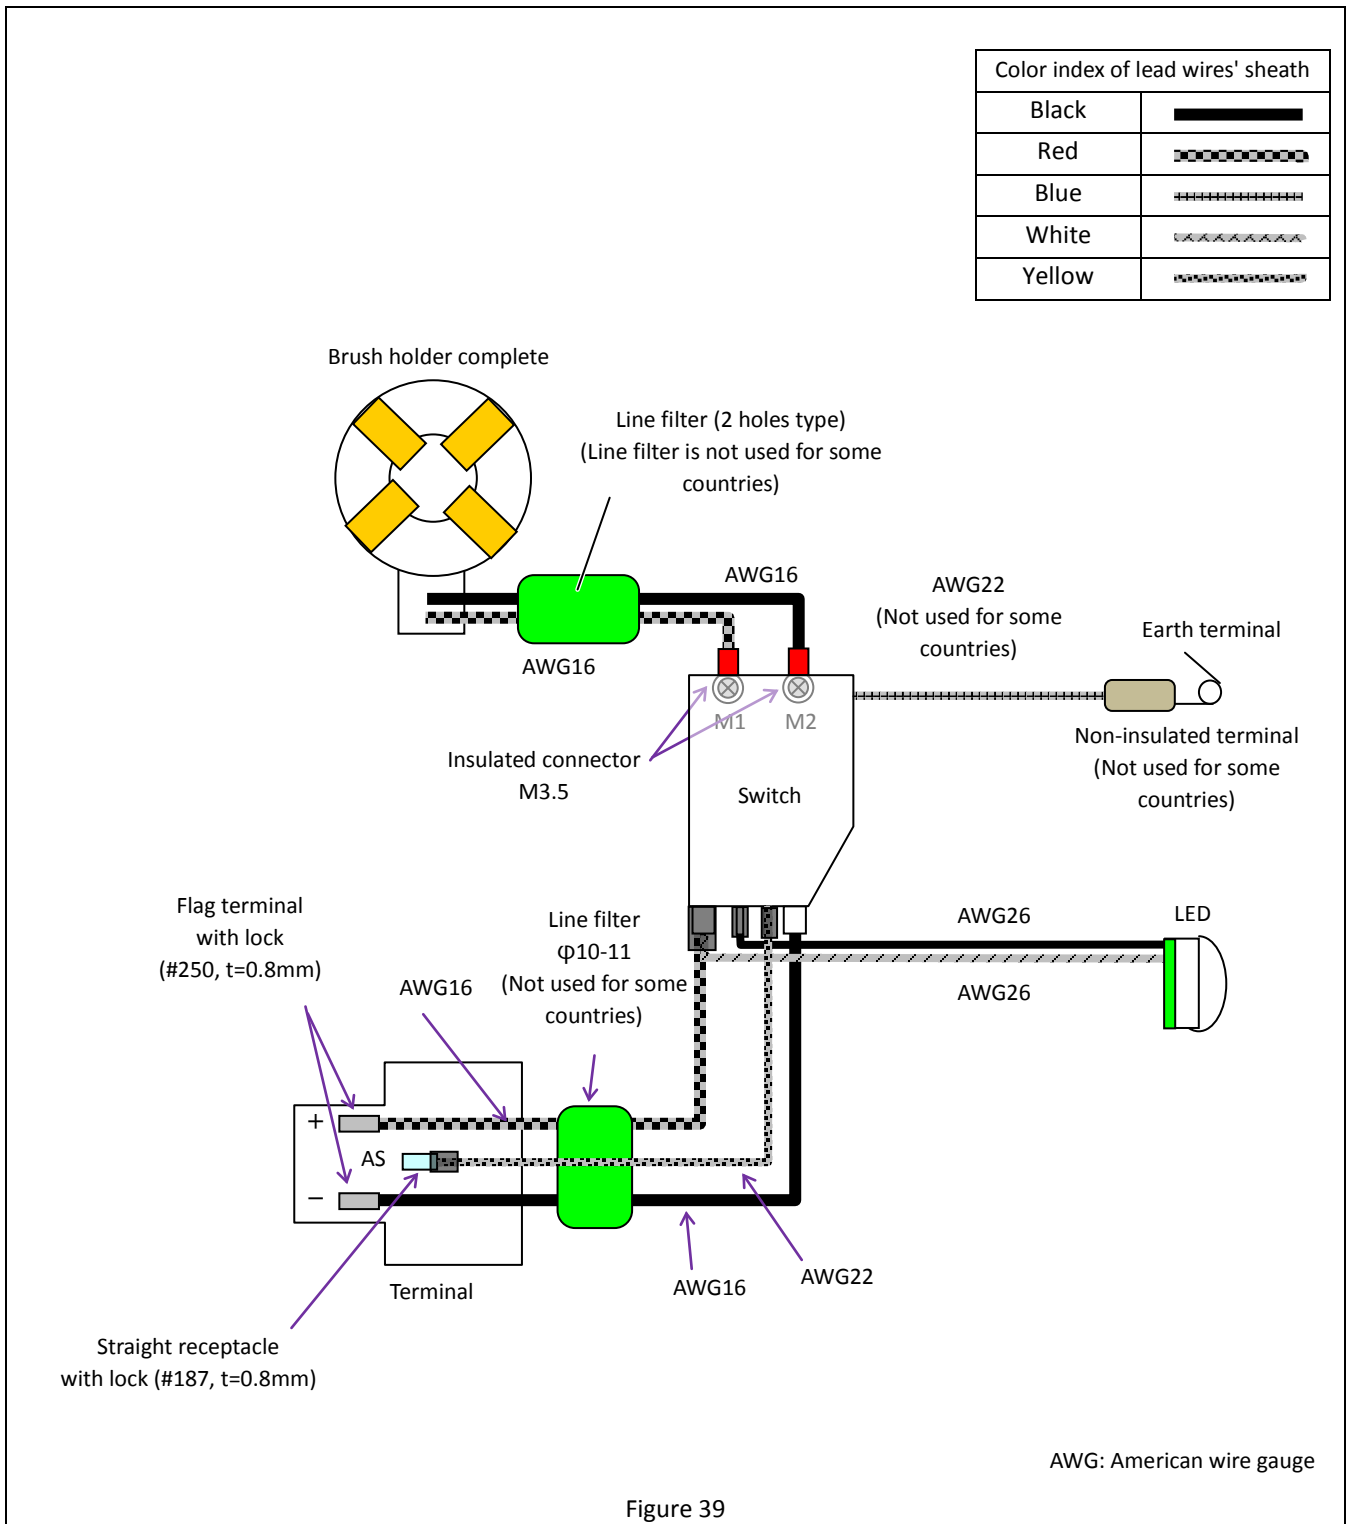 Color index of lead wires' sheath
Black
Red
Blue
White
Yellow
Brush holder complete
Line filter (2 holes type)
(Line filter is not used for some
countries)
AWG16
AWG22
(Not used for some
countries)
Earth terminal
AWG16
M1
M2
Insulated connector
M3.5
Switch
Non-insulated terminal
(Not used for some
countries)
Flag terminal
with lock
(#250, t=0.8mm)
AWG16
Line filter
φ10-11
(Not used for some
countries)
AWG26
LED
AWG26
+
AS
−
Terminal
AWG16
AWG22
Straight receptacle
with lock (#187, t=0.8mm)
AWG: American wire gauge
Figure 39